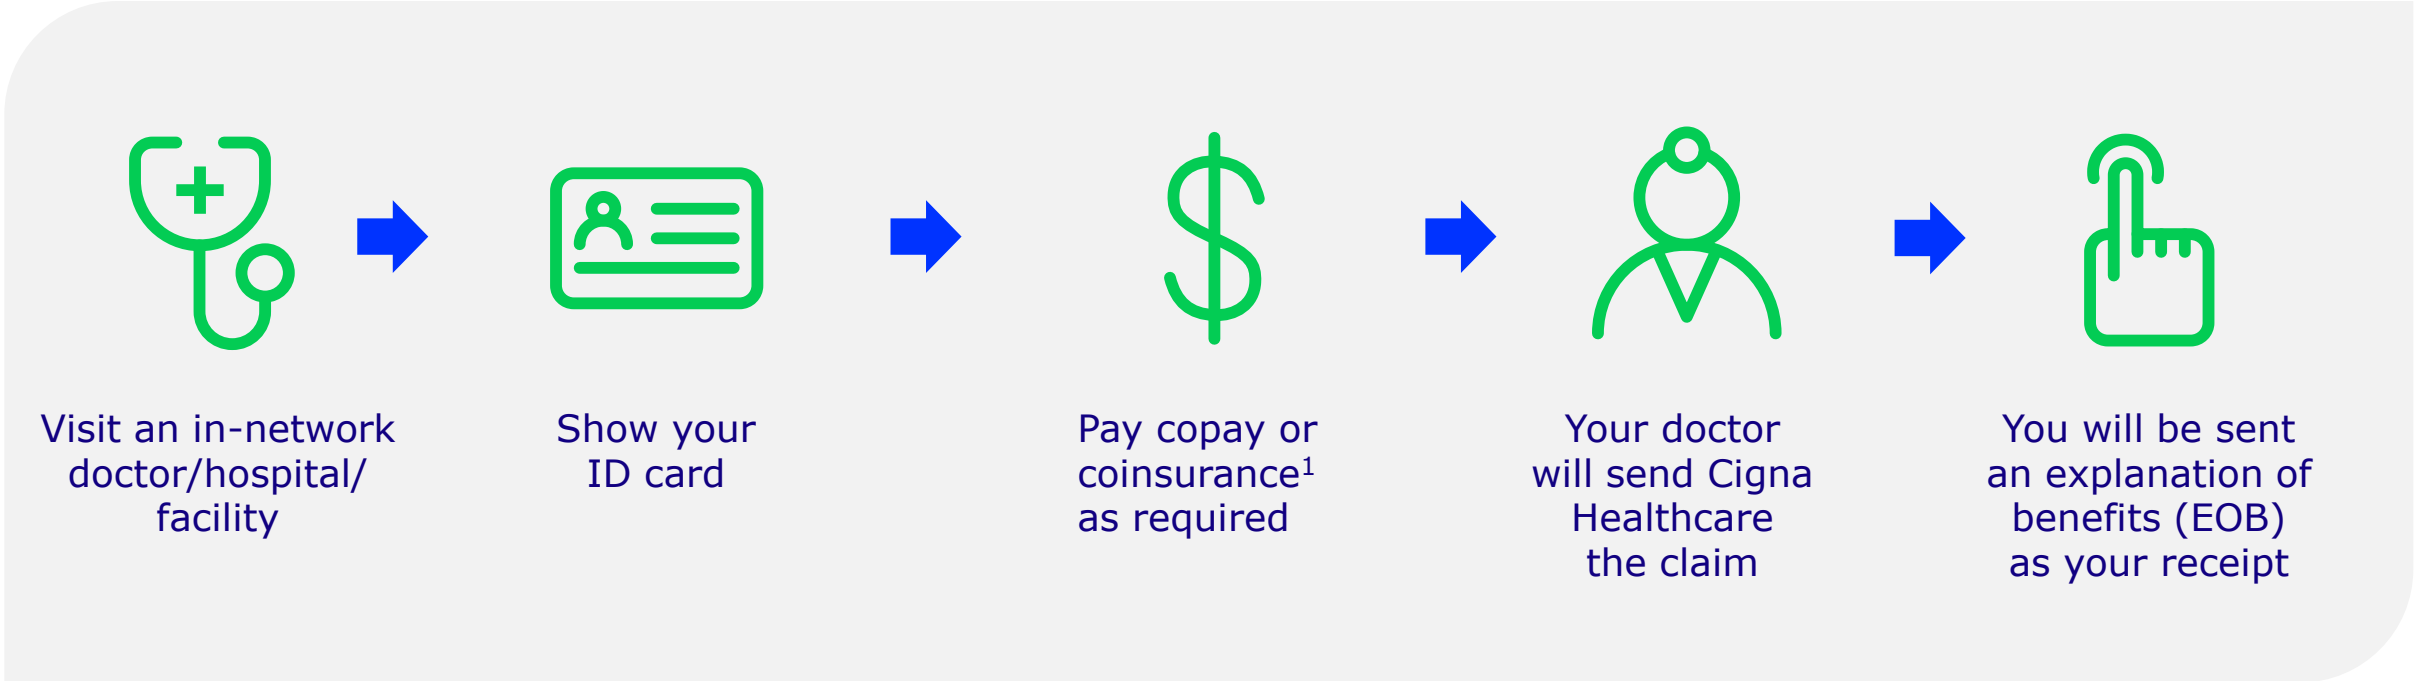 Visit an in-network
doctor/hospital/
facility
Show your
ID card
Pay copay or
coinsurance¹
as required
Your doctor
will send Cigna
Healthcare
the claim
You will be sent
an explanation of
benefits (EOB)
as your receipt